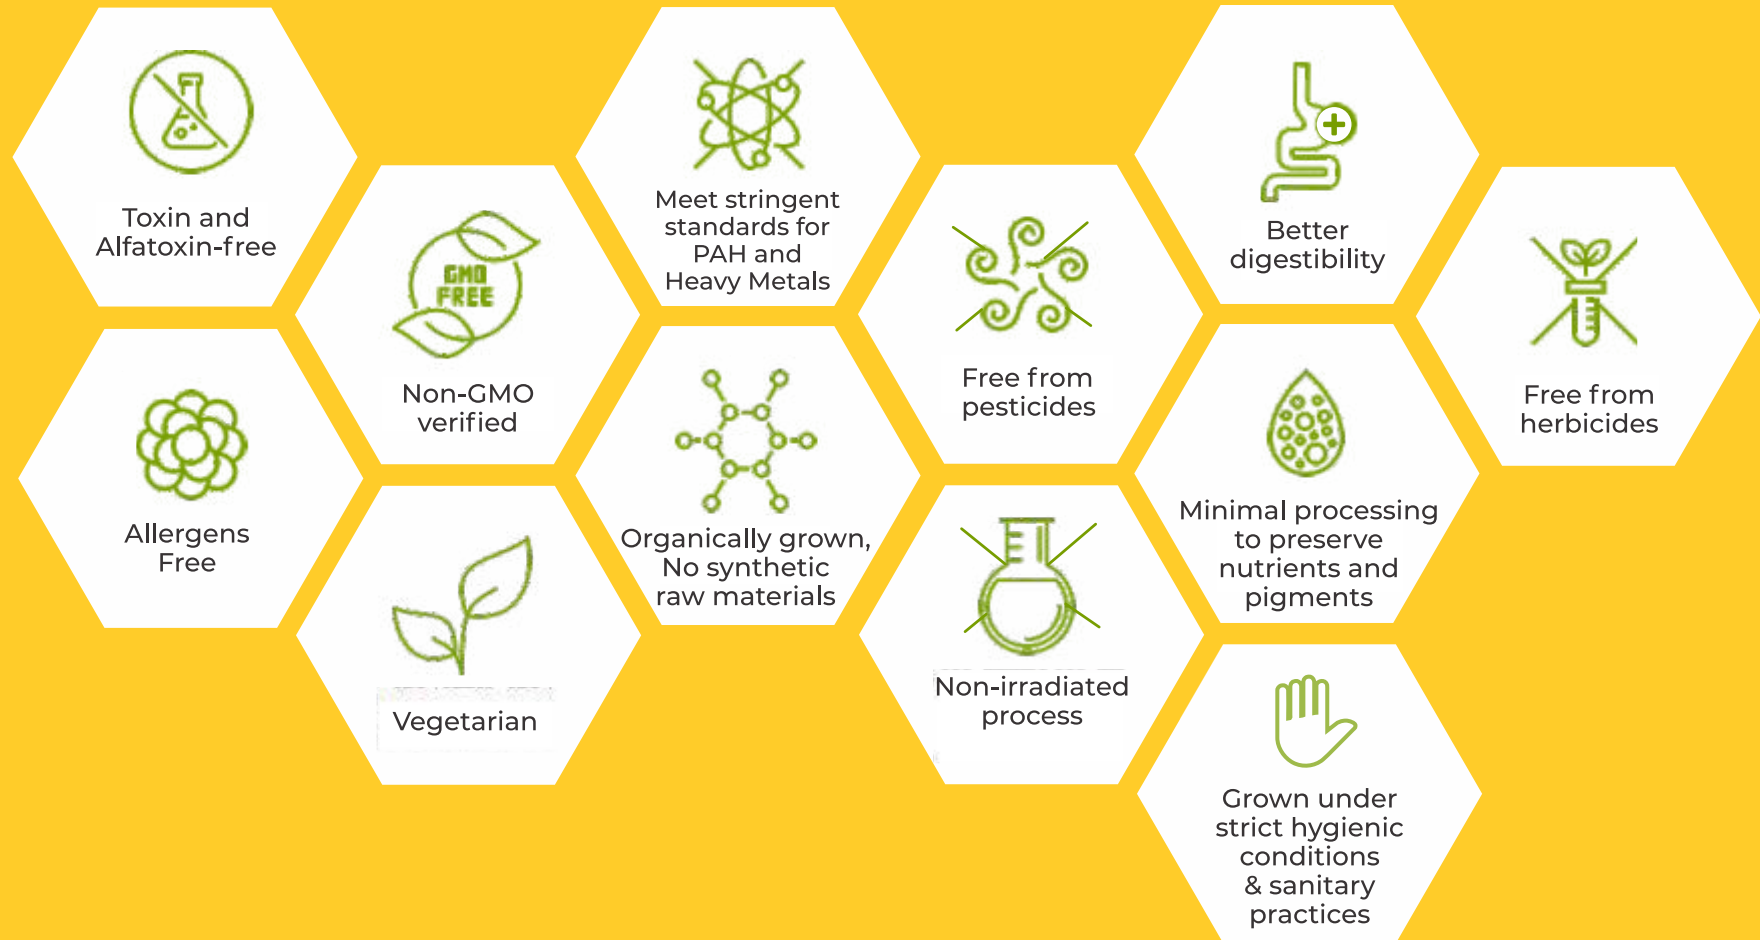 Toxin and
Alfatoxin-free
GMO
FREE
Non-GMO
verified
Meet stringent
standards for
PAH and
Heavy Metals
Free from
pesticides
Better
digestibility
Free from
herbicides
Allergens
Free
Vegetarian
Organically grown,
No synthetic
raw materials
Non-irradiated
process
Minimal processing
to preserve
nutrients and
pigments
Grown under
strict hygienic
conditions
& sanitary
practices